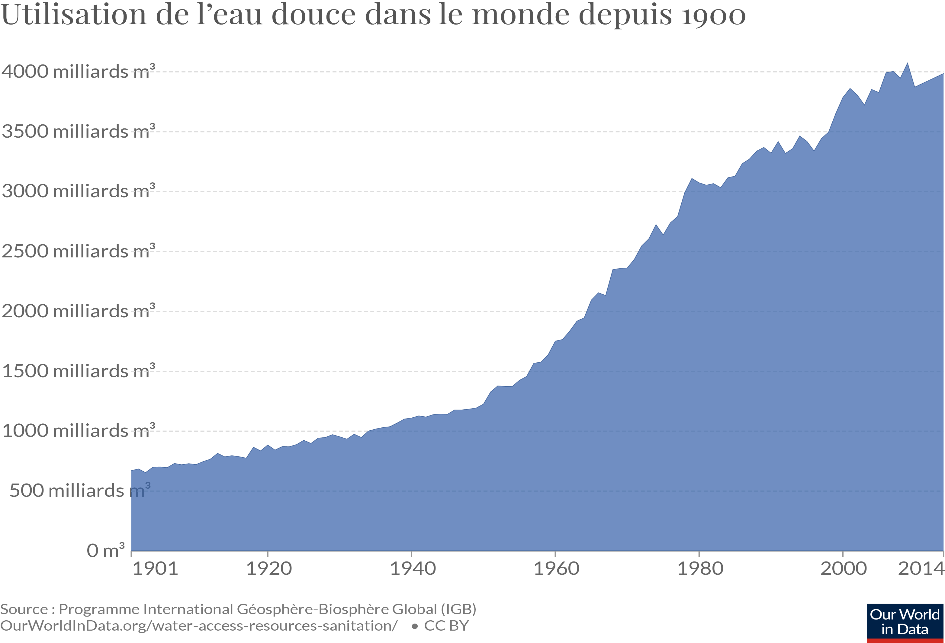 Utilisation de l’eau douce dans le monde depuis 1900
4000 milliards m³
3500 milliards m³
3000 milliards m³
2500 milliards m³
2000 milliards m³
1500 milliards m³
1000 milliards m³
500 milliards m³
0 m³
1901 1920 1940 1960 1980 2000 2014
Source : Programme International Géosphère-Biosphère Global (IGB)
OurWorldInData.org/water-access-resources-sanitation/ • CC BY
Our World
in Data